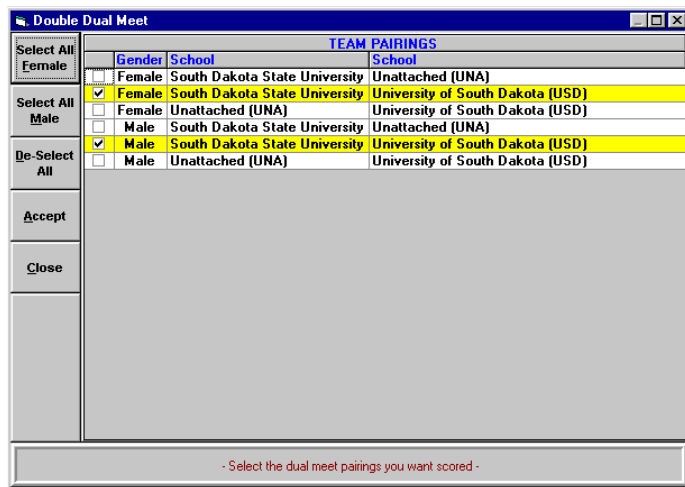 Double Dual Meet
Select All Female
Select All Male
De-Select All
Accept
Close
TEAM PAIRINGS
Gender School School
Female South Dakota State University Unattached (UNA)
Female South Dakota State University University of South Dakota (USD)
Female Unattached (UNA) University of South Dakota (USD)
Male South Dakota State University Unattached (UNA)
Male South Dakota State University University of South Dakota (USD)
Male Unattached (UNA) University of South Dakota (USD)
- Select the dual meet pairings you want scored -